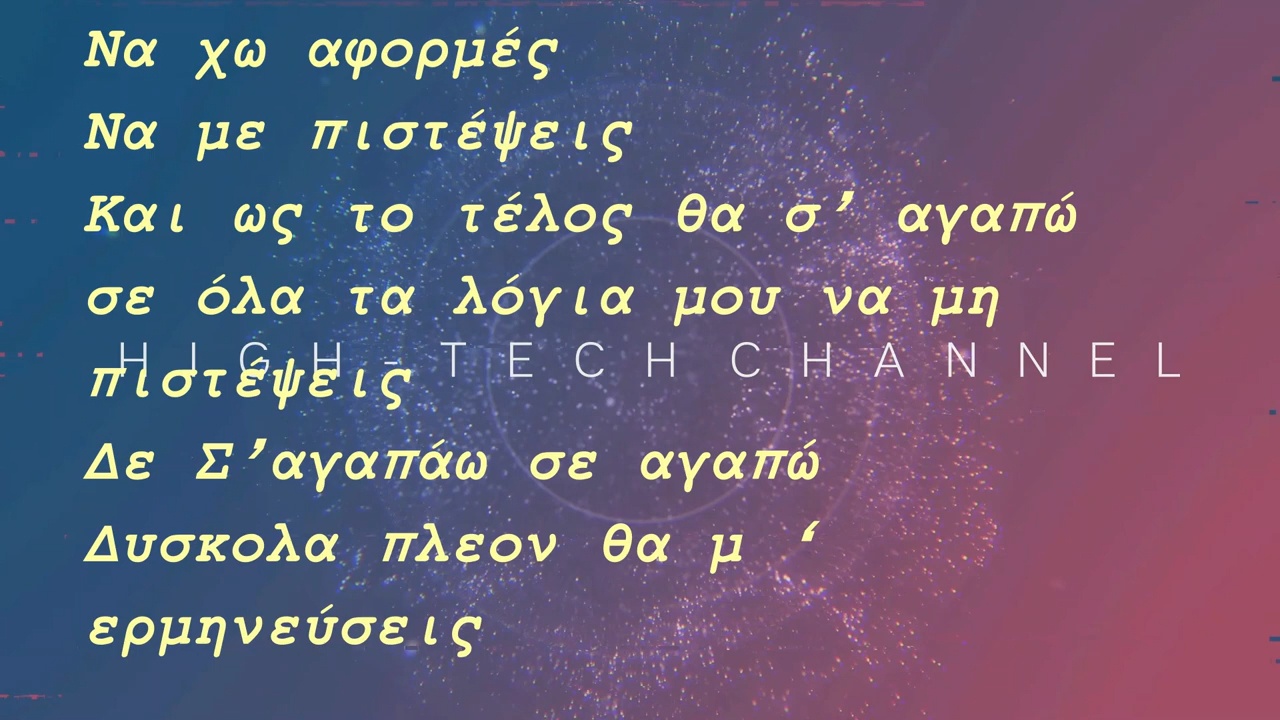 Να χω αφορμές
Να με πιστέψεις
Και ως το τέλος θα σ’ αγαπώ
σε όλα τα λόγια μου να μη
HIGH-TECH CHANNEL
πιστέψεις
Δε Σ’αγαπάω σε αγαπώ
Δυσκολα πλεον θα μ ‘
ερμηνεύσεις